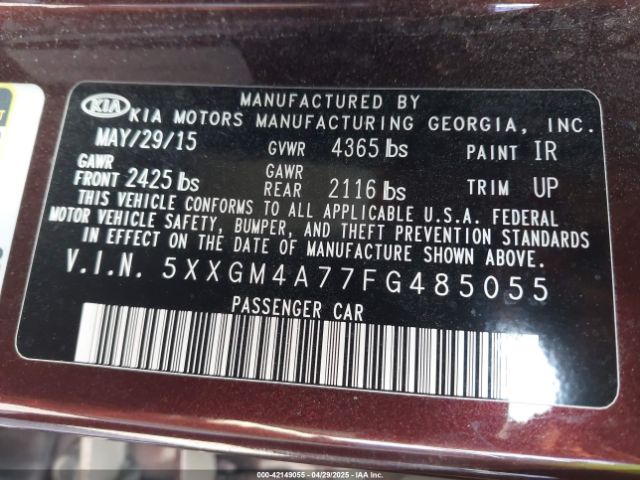 MANUFACTURED BY
KIA KIA MOTORS MANUFACTURING GEORGIA, INC.
MAY/29/15 GVWR 4365 lbs PAINT IR
GAWR FRONT 2425 lbs GAWR REAR 2116 lbs TRIM UP
THIS VEHICLE CONFORMS TO ALL APPLICABLE U.S.A. FEDERAL
MOTOR VEHICLE SAFETY, BUMPER, AND THEFT PREVENTION STANDARDS
IN EFFECT ON THE DATE OF MANUFACTURE SHOWN ABOVE.
V.I.N. 5XXGM4A77FG485055
PASSENGER CAR
000-42149055 - 04/29/2025 - IAAI.COM